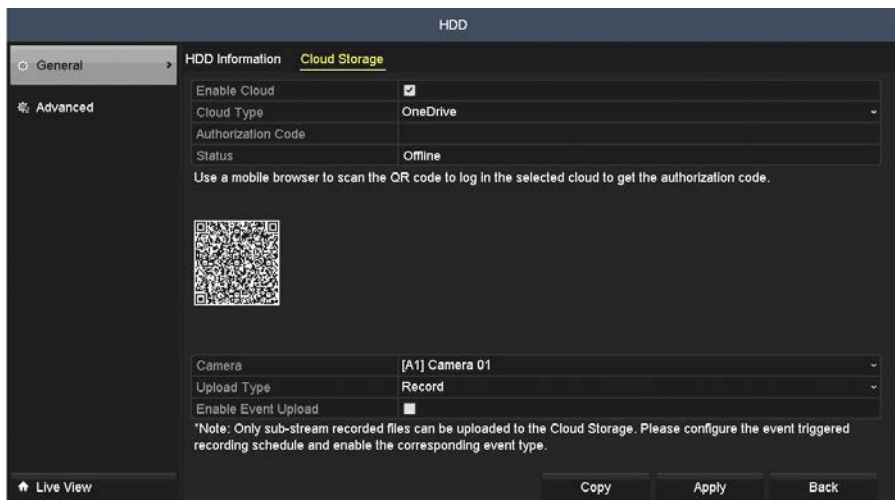 HDD
General
Advanced
Live View
HDD Information Cloud Storage
Enable Cloud
Cloud Type OneDrive
Authorization Code
Status Offline
Use a mobile browser to scan the QR code to log in the selected cloud to get the authorization code.
Camera [A1] Camera 01
Upload Type Record
Enable Event Upload
*Note: Only sub-stream recorded files can be uploaded to the Cloud Storage. Please configure the event triggered
recording schedule and enable the corresponding event type.
Copy Apply Back